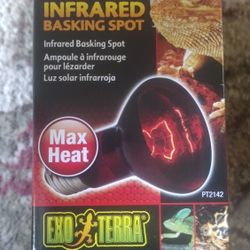 INFRARED
BASKING SPOT
Infrared Basking Spot
Ampoule à infrarouge
pour lézarder
Luz solar infrarroja
Max
Heat
PT2142
EXO TERRA